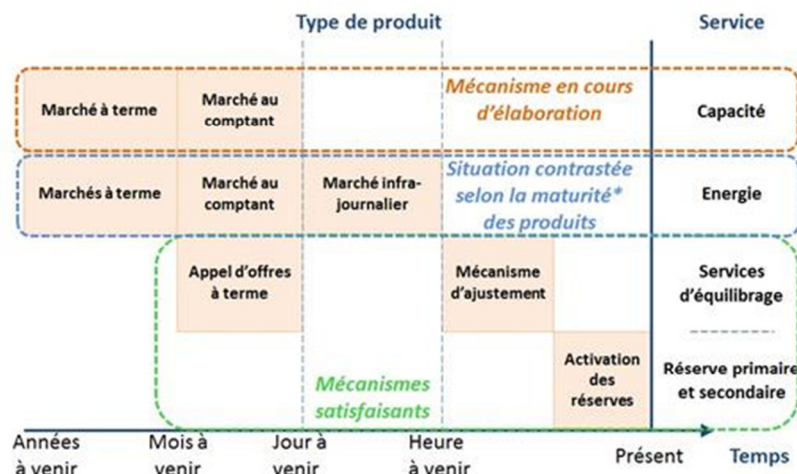 Type de produit
Service
Marché à terme
Marché au
comptant
Mécanisme en cours
d'élaboration
Capacité
Marchés à terme
Marché au
comptant
Marché infra-
journalier
Situation contrastée
selon la maturité*
des produits
Energie
Appel d'offres
à terme
Mécanisme
d'ajustement
Services
d'équilibrage
Mécanismes
satisfaisants
Activation
des
réserves
Réserve primaire
et secondaire
Années
à venir
Mois à
venir
Jour à
venir
Heure
à venir
Présent
Temps